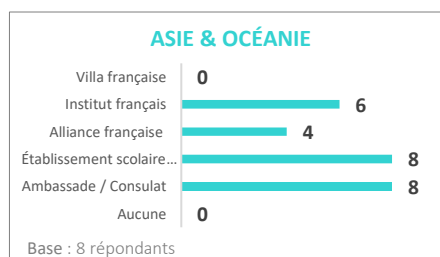 ASIE & OCÉANIE
Villa française 0
Institut français 6
Alliance française 4
Établissement scolaire... 8
Ambassade / Consulat 8
Aucune 0
Base : 8 répondants